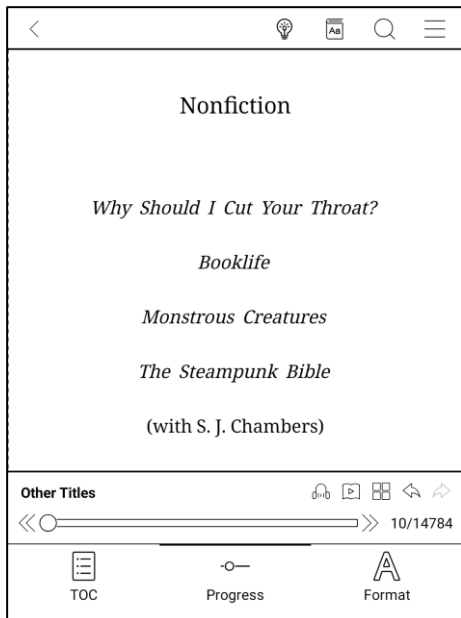 Aa
Nonfiction
Why Should I Cut Your Throat?
Booklife
Monstrous Creatures
The Steampunk Bible
(with S. J. Chambers)
Other Titles
10/14784
TOC
Progress
Format